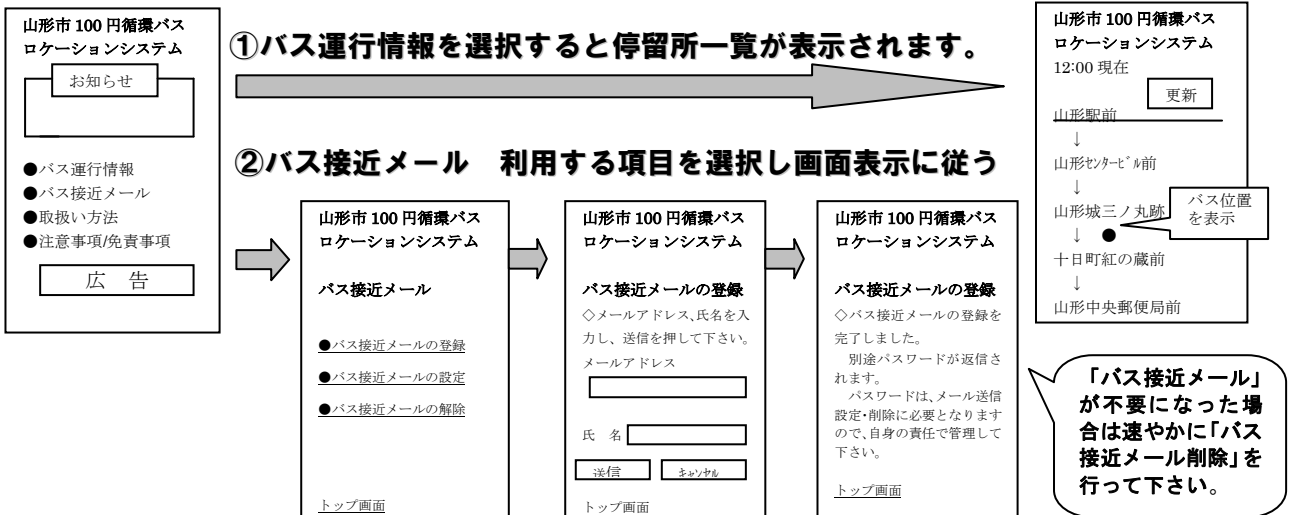 山形市 100 円循環バス
ロケーションシステム
お知らせ
●バス運行情報
●バス接近メール
●取扱い方法
●注意事項/免責事項
広　告
①バス運行情報を選択すると停留所一覧が表示されます。
②バス接近メール　利用する項目を選択し画面表示に従う
山形市 100 円循環バス
ロケーションシステム
バス接近メール
●バス接近メールの登録
●バス接近メールの設定
●バス接近メールの解除
トップ画面
山形市 100 円循環バス
ロケーションシステム
バス接近メールの登録
◇メールアドレス、氏名を入
力し、送信を押して下さい。
メールアドレス
氏　名
送信
ｷｬﾝｾﾙ
トップ画面
山形市 100 円循環バス
ロケーションシステム
バス接近メールの登録
◇バス接近メールの登録を
完了しました。
別途パスワードが返信さ
れます。
パスワードは、メール送信
設定・削除に必要となります
ので、自身の責任で管理して
下さい。
トップ画面
山形市 100 円循環バス
ロケーションシステム
12:00 現在
更新
山形駅前
↓
山形ｾﾝﾀｰﾋﾞﾙ前
↓
山形城三ノ丸跡
バス位置
を表示
↓　●
十日町紅の蔵前
↓
山形中央郵便局前
「バス接近メール」
が不要になった場
合は速やかに「バス
接近メール削除」を
行って下さい。